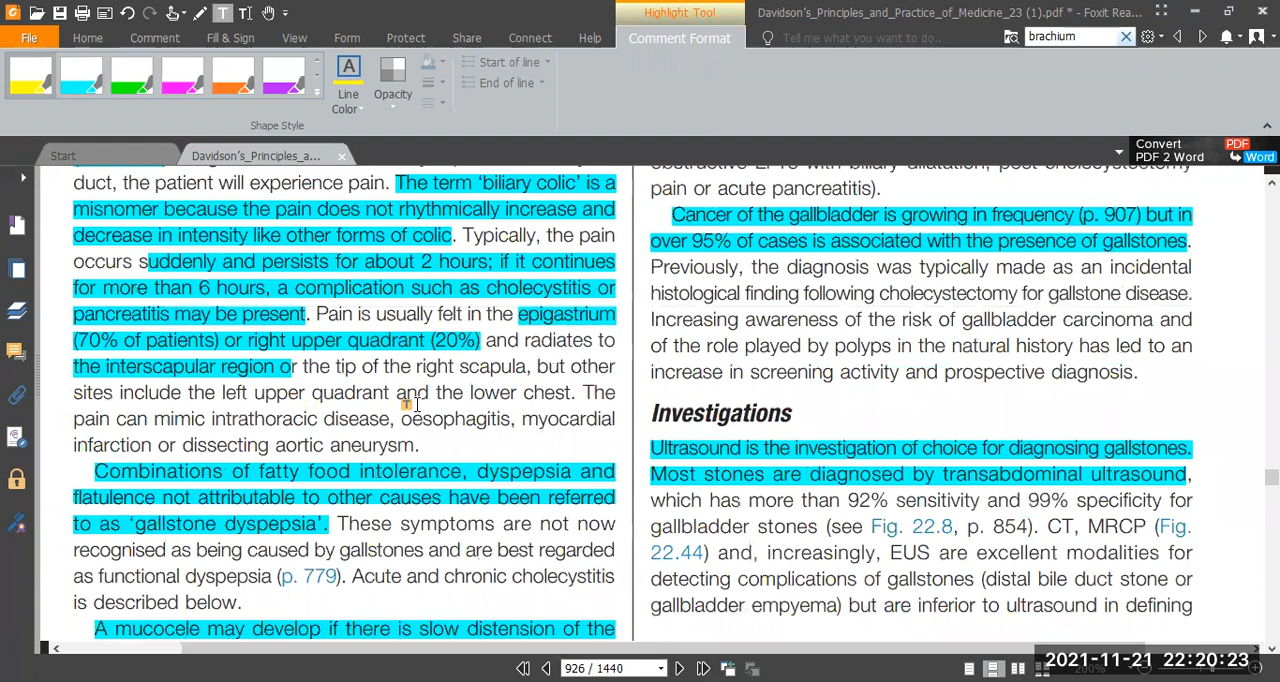 Highlight Tool
Davidson's_Principles_and_Practice_of_Medicine_23 (1).pdf * - Foxit Rea...
File Home Comment Fill & Sign View Form Protect Share Connect Help Comment Format Tell me what you want to do.. brachium
Line Color
Opacity
Start of line
End of line
Shape Style
Start
Davidson's_Principles_a...
Convert PDF 2 Word
PDF
Word
duct, the patient will experience pain. The term ‘biliary colic’ is a
misnomer because the pain does not rhythmically increase and
decrease in intensity like other forms of colic. Typically, the pain
occurs suddenly and persists for about 2 hours; if it continues
for more than 6 hours, a complication such as cholecystitis or
pancreatitis may be present. Pain is usually felt in the epigastrium
(70% of patients) or right upper quadrant (20%) and radiates to
the interscapular region or the tip of the right scapula, but other
sites include the left upper quadrant and the lower chest. The
pain can mimic intrathoracic disease, oesophagitis, myocardial
infarction or dissecting aortic aneurysm.
Combinations of fatty food intolerance, dyspepsia and
flatulence not attributable to other causes have been referred
to as ‘gallstone dyspepsia’. These symptoms are not now
recognised as being caused by gallstones and are best regarded
as functional dyspepsia (p. 779). Acute and chronic cholecystitis
is described below.
A mucocele may develop if there is slow distension of the
pain or acute pancreatitis).
Cancer of the gallbladder is growing in frequency (p. 907) but in
over 95% of cases is associated with the presence of gallstones.
Previously, the diagnosis was typically made as an incidental
histological finding following cholecystectomy for gallstone disease.
Increasing awareness of the risk of gallbladder carcinoma and
of the role played by polyps in the natural history has led to an
increase in screening activity and prospective diagnosis.
Investigations
Ultrasound is the investigation of choice for diagnosing gallstones.
Most stones are diagnosed by transabdominal ultrasound,
which has more than 92% sensitivity and 99% specificity for
gallbladder stones (see Fig. 22.8, p. 854). CT, MRCP (Fig.
22.44) and, increasingly, EUS are excellent modalities for
detecting complications of gallstones (distal bile duct stone or
gallbladder empyema) but are inferior to ultrasound in defining
926 / 1440
2021-11-21 22:20:23